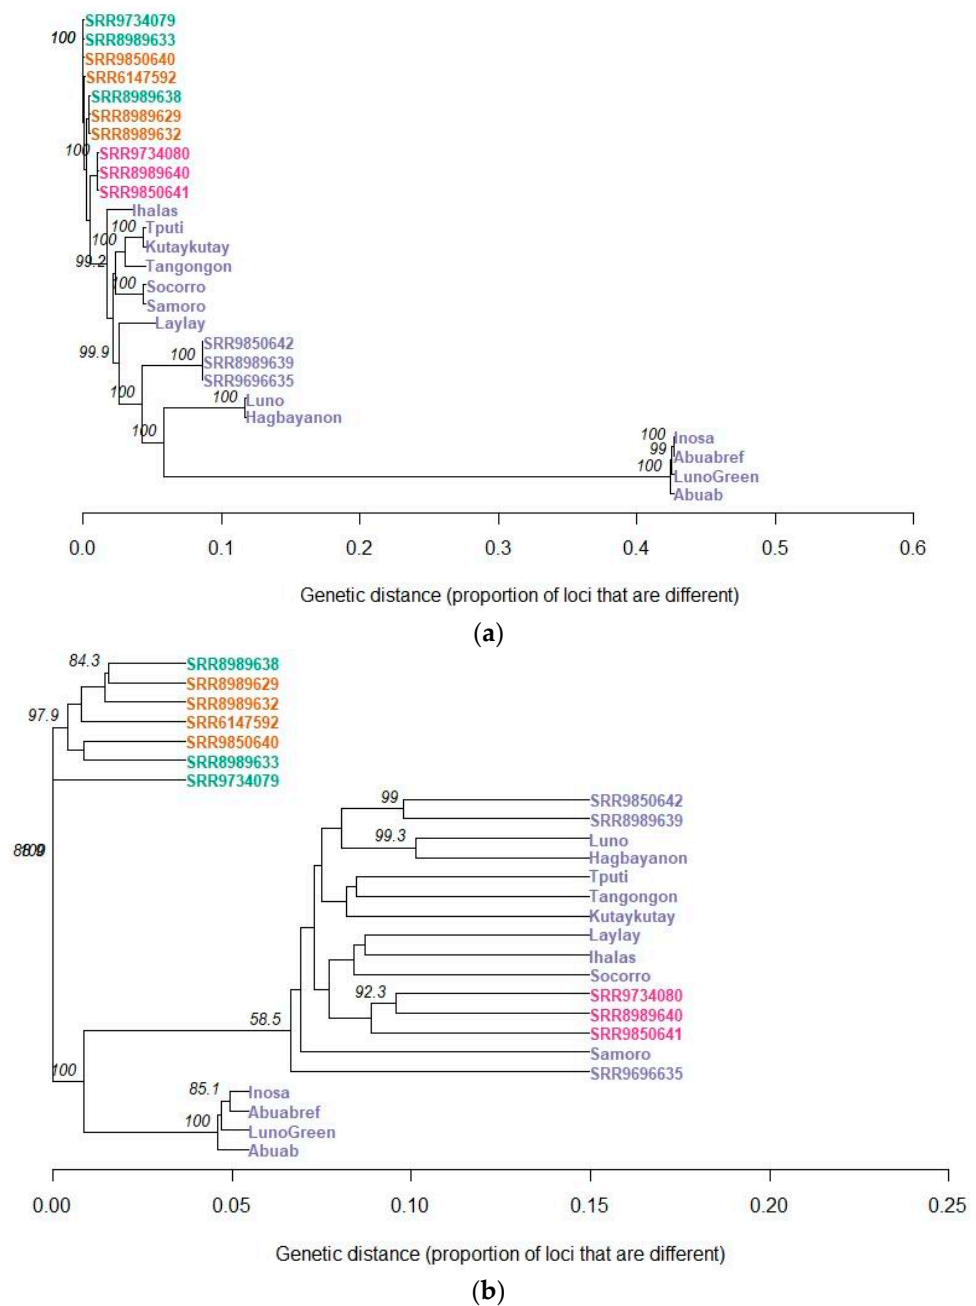 SRR9734079
100
SRR8989633
SRR9850640
SRR6147592
SRR8989638
SRR8989629
SRR8989632
100
SRR9734080
SRR8989640
SRR9850641
Ihalas
100
Tputi
100
Kutaykutay
99.2
Tangongon
100
Socorro
Samoro
Laylay
99.9
SRR9850642
100
SRR8989639
SRR9696635
100
100
Luno
Hagbayanon
100
100
Inosa
99
Abuabref
100
LunoGreen
Abuab
0.0 0.1 0.2 0.3 0.4 0.5 0.6
Genetic distance (proportion of loci that are different)
(a)
84.3
SRR8989638
SRR8989629
SRR8989632
97.9
SRR6147592
SRR9850640
SRR8989633
SRR9734079
99
SRR9850642
SRR8989639
99.3
Luno
Hagbayanon
Tputi
Tangongon
Kutaykutay
Laylay
Ihalas
Socorro
92.3
SRR9734080
SRR8989640
58.5
SRR9850641
Samoro
100
SRR9696635
85.1
Inosa
Abuabref
100
LunoGreen
Abuab
0.00 0.05 0.10 0.15 0.20 0.25
Genetic distance (proportion of loci that are different)
(b)